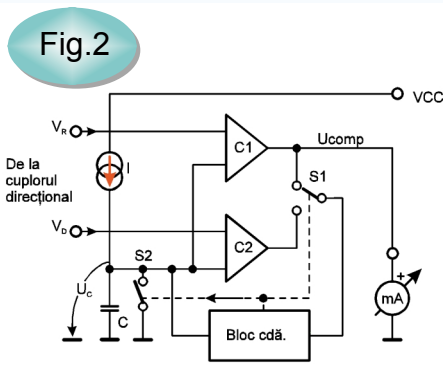 Fig.2
VCC
VR
C1
Ucomp
De la
cuplorul
direcțional
I
S1
VD
C2
S2
Uc
C
+
mA
Bloc cdă.